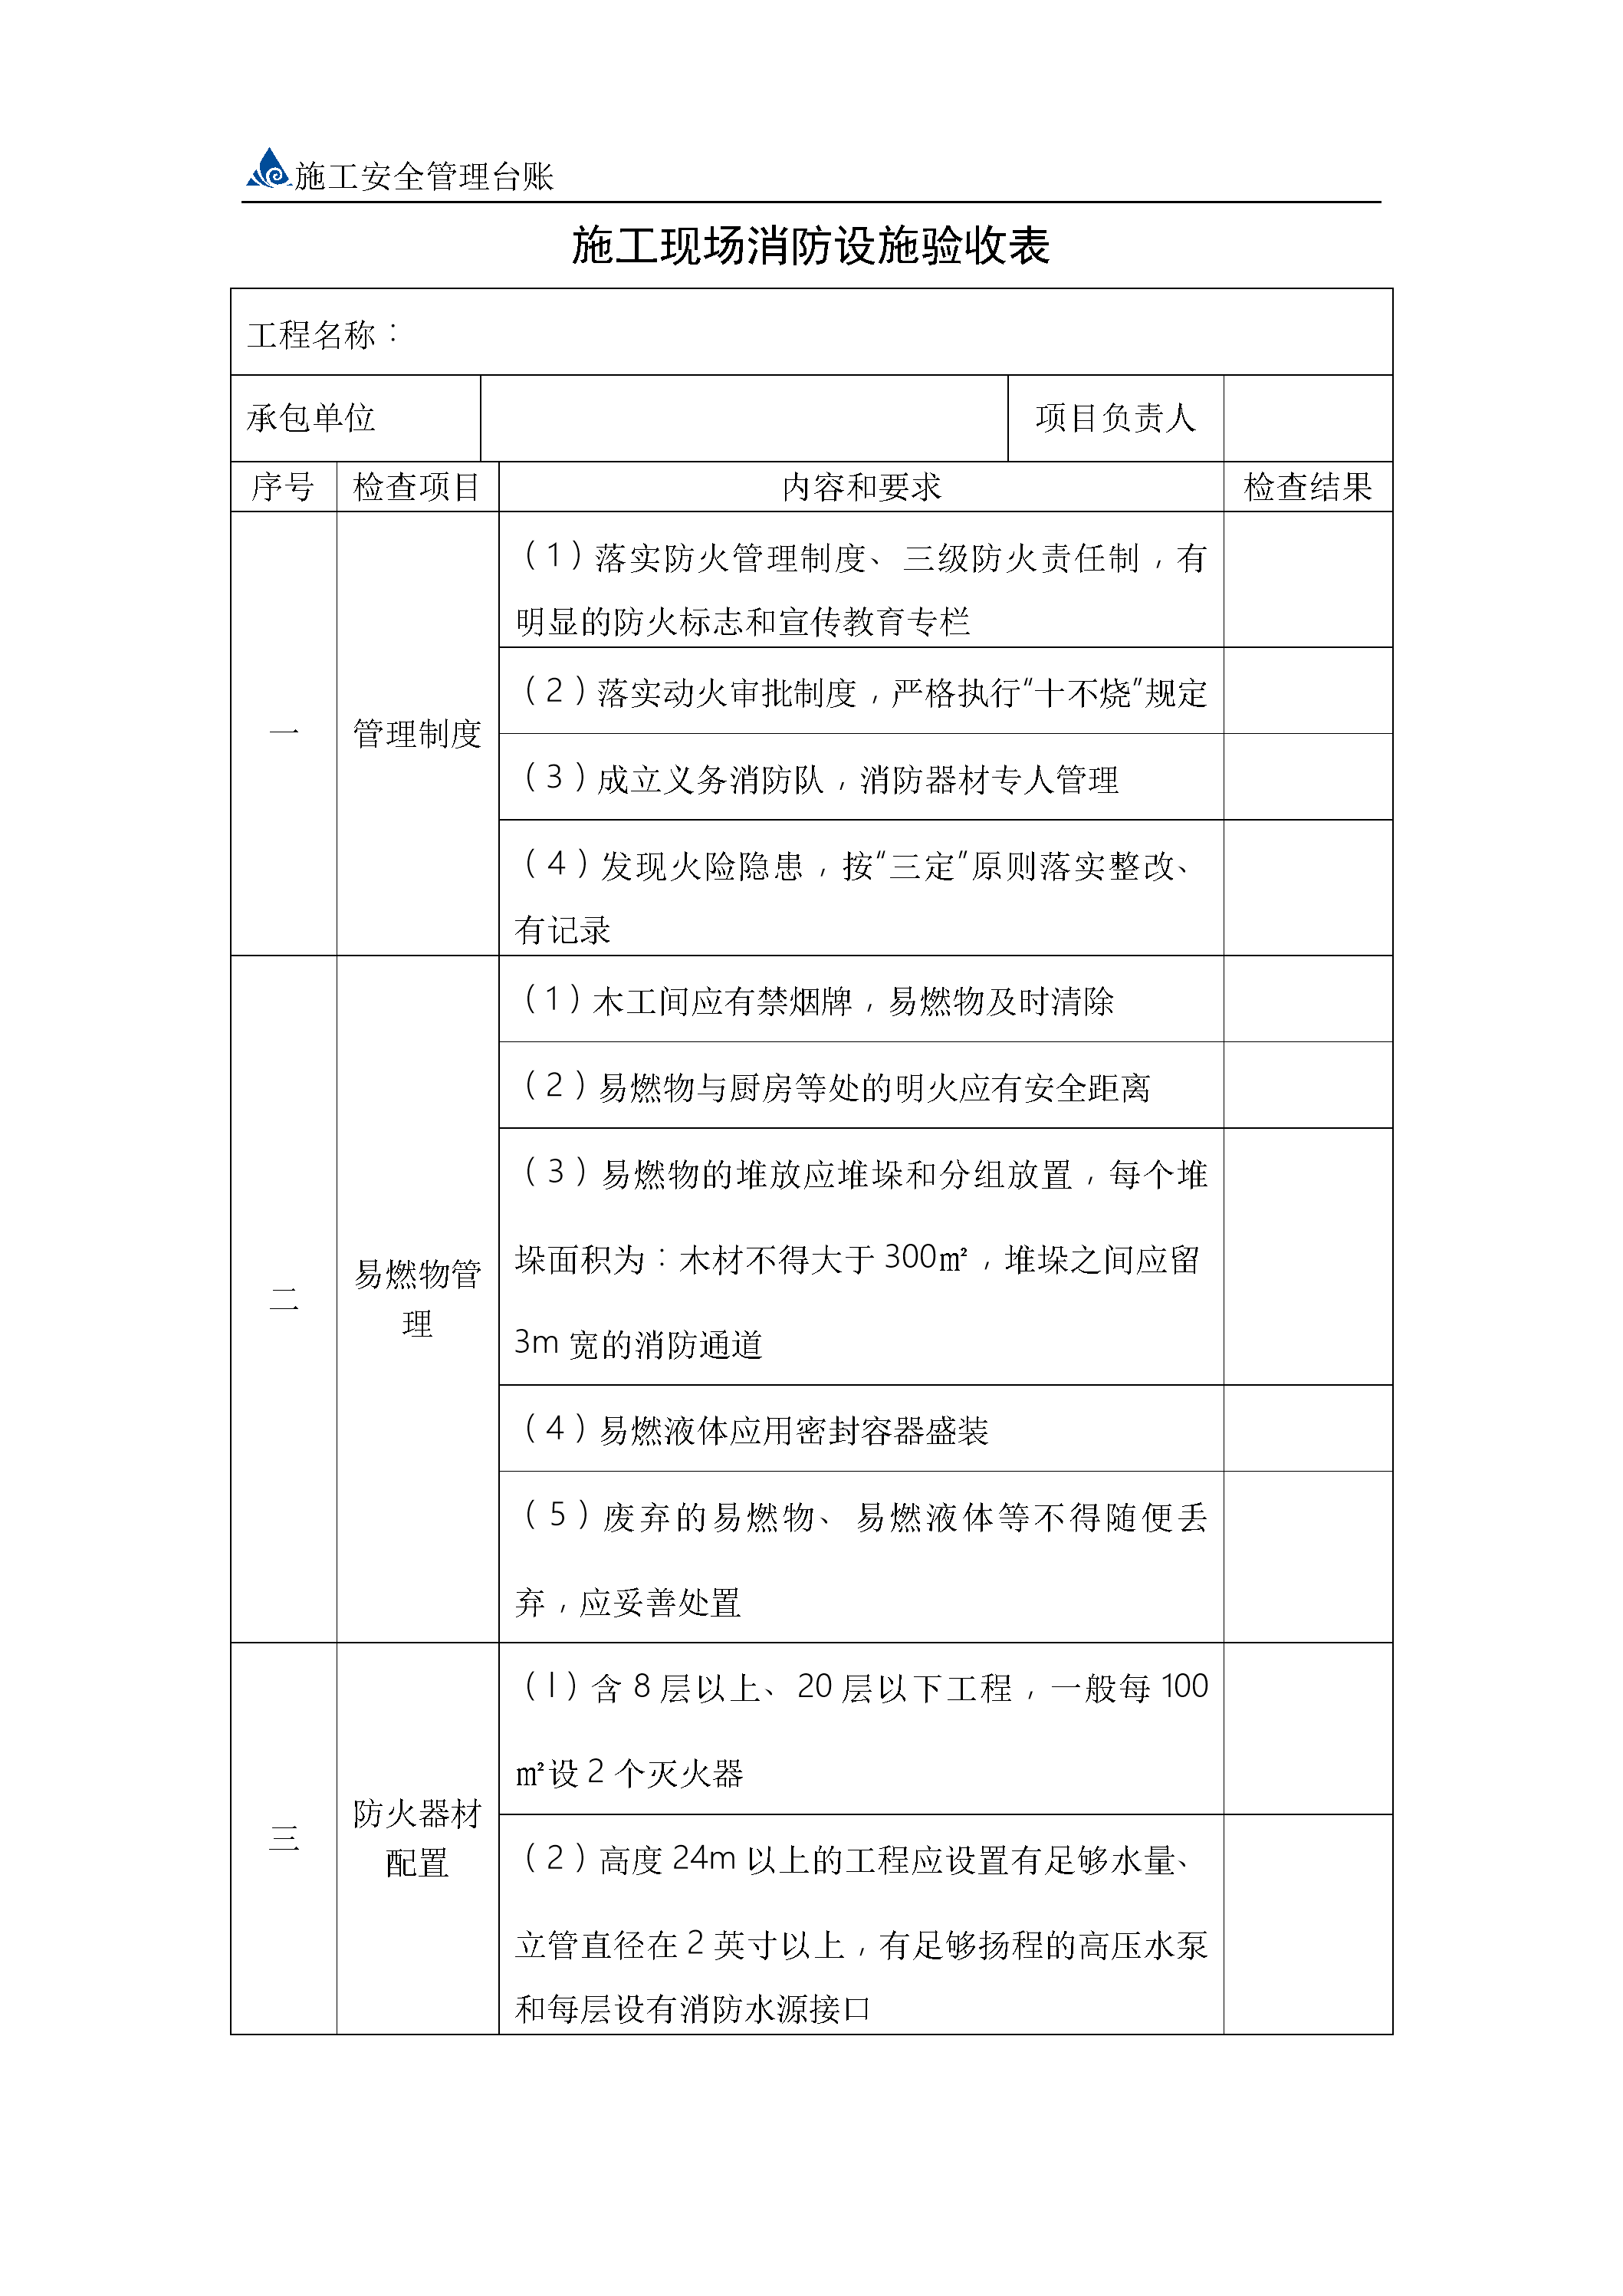 施工安全管理台账
施工现场消防设施验收表
工程名称：
承包单位 项目负责人
序号 检查项目 内容和要求 检查结果
一 管理制度
（1）落实防火管理制度、三级防火责任制，有
明显的防火标志和宣传教育专栏
（2）落实动火审批制度，严格执行“十不烧”规定
（3）成立义务消防队，消防器材专人管理
（4）发现火险隐患，按“三定”原则落实整改、
有记录
二 易燃物管
理
（1）木工间应有禁烟牌，易燃物及时清除
（2）易燃物与厨房等处的明火应有安全距离
（3）易燃物的堆放应堆垛和分组放置，每个堆
垛面积为：木材不得大于 300㎡，堆垛之间应留
3m 宽的消防通道
（4）易燃液体应用密封容器盛装
（5）废弃的易燃物、易燃液体等不得随便丢
弃，应妥善处置
三 防火器材
配置
（l）含 8 层以上、20 层以下工程，一般每 100
㎡设 2 个灭火器
（2）高度 24m 以上的工程应设置有足够水量、
立管直径在 2 英寸以上，有足够扬程的高压水泵
和每层设有消防水源接口